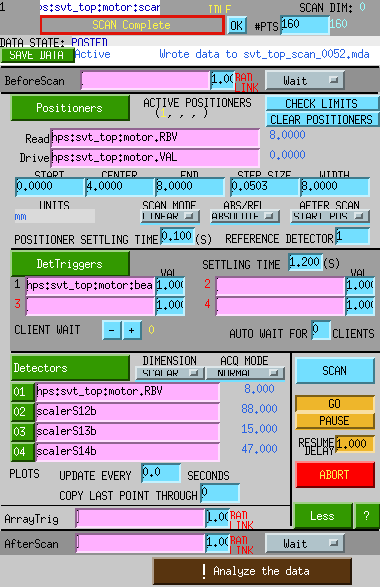 1 ps:svt_top:motor:scan IDLE SCAN DIM: 0
SCAN Complete OK #PTS 160 160
DATA STATE: POSTED
SAVE DATA Active Wrote data to svt_top_scan_0052.mda
BeforeScan 1.00 BAD LINK Wait
Positioners ACTIVE POSITIONERS CHECK LIMITS
(1, , , ) CLEAR POSITIONERS
Read hps:svt_top:motor.RBV 8.0000
Drive hps:svt_top:motor.VAL 0.0000
START CENTER END STEP SIZE WIDTH
0.0000 4.0000 8.0000 0.0503 8.0000
UNITS SCAN MODE ABS/REL AFTER SCAN
mm LINEAR ABSOLUTE START POS
POSITIONER SETTLING TIME 0.100 (S) REFERENCE DETECTOR 1
DetTriggers SETTLING TIME 1.200 (S)
VAL VAL
1 hps:svt_top:motor:bea 1.000 2 1.000
3 1.000 4 1.000
CLIENT WAIT - + 0 AUTO WAIT FOR 0 CLIENTS
Detectors DIMENSION ACQ MODE
SCALAR NORMAL SCAN
01 hps:svt_top:motor.RBV 8.000
02 scalerS12b 88.000 GO
03 scalerS13b 15.000 PAUSE
04 scalerS14b 47.000 RESUME DELAY 1.000
PLOTS UPDATE EVERY 0.0 SECONDS ABORT
COPY LAST POINT THROUGH 0
ArrayTrig 1.00 BAD LINK Less ?
AfterScan 1.00 BAD LINK Wait
! Analyze the data